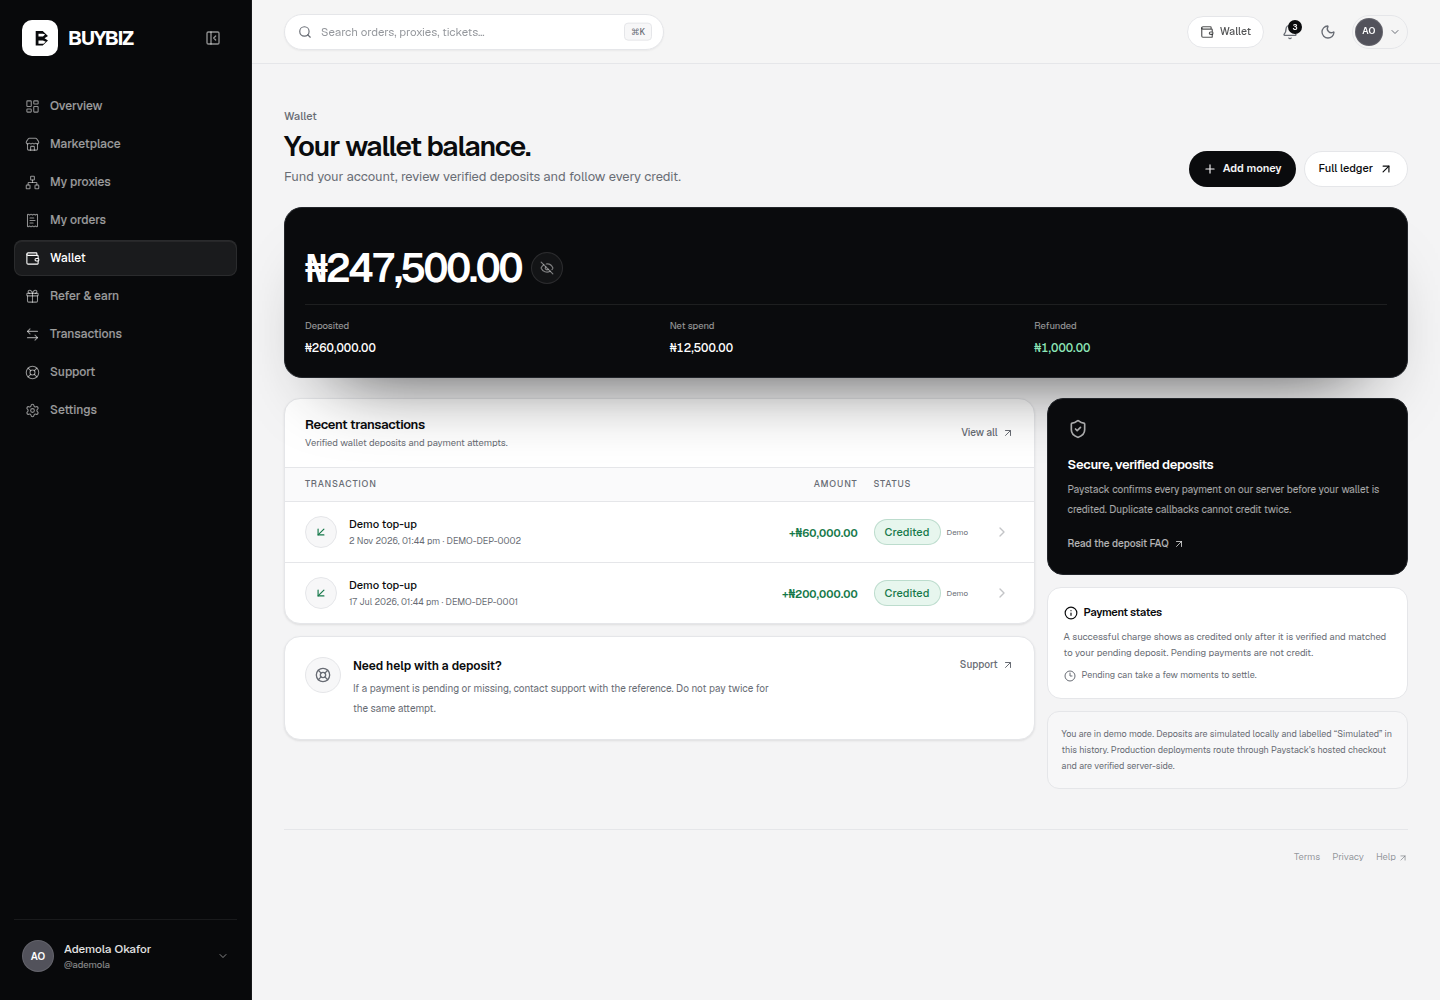 BUYBIZ
Search orders, proxies, tickets...
⌘K
Wallet
3
AO
Overview
Marketplace
My proxies
My orders
Wallet
Refer & earn
Transactions
Support
Settings
AO
Ademola Okafor
@ademola
Wallet
Your wallet balance.
Fund your account, review verified deposits and follow every credit.
Add money
Full ledger
₦247,500.00
Deposited
Net spend
Refunded
₦260,000.00
₦12,500.00
₦1,000.00
Recent transactions
Verified wallet deposits and payment attempts.
View all
TRANSACTION
AMOUNT
STATUS
Demo top-up
2 Nov 2026, 01:44 pm · DEMO-DEP-0002
+₦60,000.00
Credited
Demo
Demo top-up
17 Jul 2026, 01:44 pm · DEMO-DEP-0001
+₦200,000.00
Credited
Demo
Need help with a deposit?
If a payment is pending or missing, contact support with the reference. Do not pay twice for
the same attempt.
Support
Secure, verified deposits
Paystack confirms every payment on our server before your wallet is
credited. Duplicate callbacks cannot credit twice.
Read the deposit FAQ
Payment states
A successful charge shows as credited only after it is verified and matched
to your pending deposit. Pending payments are not credit.
Pending can take a few moments to settle.
You are in demo mode. Deposits are simulated locally and labelled “Simulated” in
this history. Production deployments route through Paystack's hosted checkout
and are verified server-side.
Terms
Privacy
Help